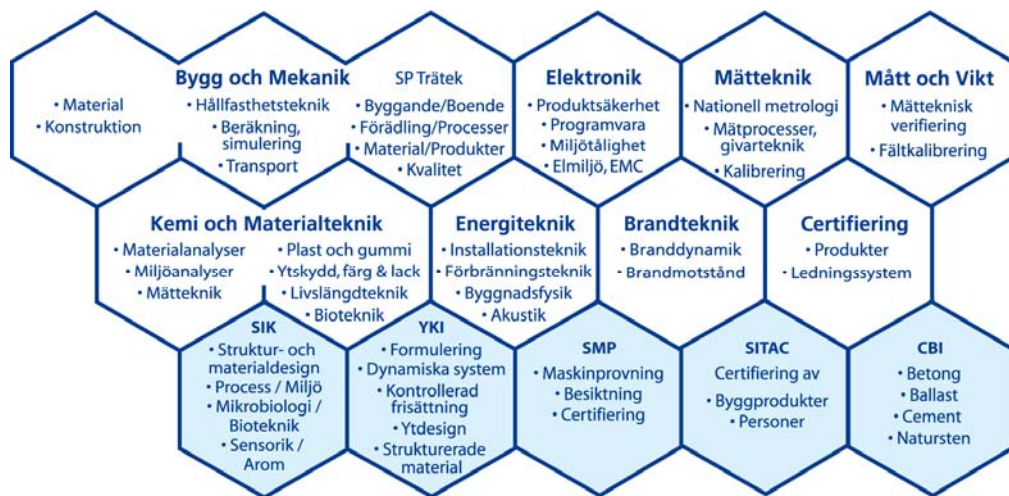 Bygg och Mekanik
• Material
• Konstruktion
• Hållfasthetsteknik
• Beräkning,
simulering
• Transport
SP Trätek
• Byggande/Boende
• Förädling/Processer
• Material/Produkter
• Kvalitet
Elektronik
• Produktsäkerhet
• Programvara
• Miljötålighet
• Elmiljö, EMC
Mätteknik
• Nationell metrologi
• Mätprocesser,
givarteknik
• Kalibrering
Mått och Vikt
• Mätteknisk
verifiering
• Fältkalibrering
Kemi och Materialteknik
• Materialanalyser
• Miljöanalyser
• Mätteknik
• Plast och gummi
• Ytskydd, färg & lack
• Livslängdteknik
• Bioteknik
Energiteknik
• Installationsteknik
• Förbränningsteknik
• Byggnadsfysik
• Akustik
Brandteknik
• Branddynamik
• Brandmotstånd
Certifiering
• Produkter
• Ledningssystem
SIK
• Struktur- och
materialdesign
• Process / Miljö
• Mikrobiologi /
Bioteknik
• Sensorik /
Arom
YKI
• Formulering
• Dynamiska system
• Kontrollerad
frisättning
• Ytdesign
• Strukturerade
material
SMP
• Maskinprovning
• Besiktning
• Certifiering
SITAC
Certifiering av
• Byggprodukter
• Personer
CBI
• Betong
• Ballast
• Cement
• Natursten